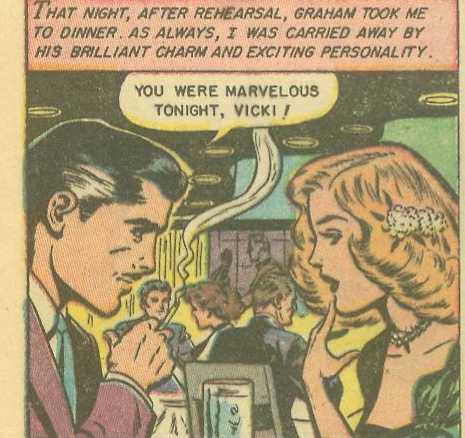 THAT NIGHT, AFTER REHEARSAL, GRAHAM TOOK ME
TO DINNER. AS ALWAYS, I WAS CARRIED AWAY BY
HIS BRILLIANT CHARM AND EXCITING PERSONALITY.
YOU WERE MARVELOUS
TONIGHT, VICKI!